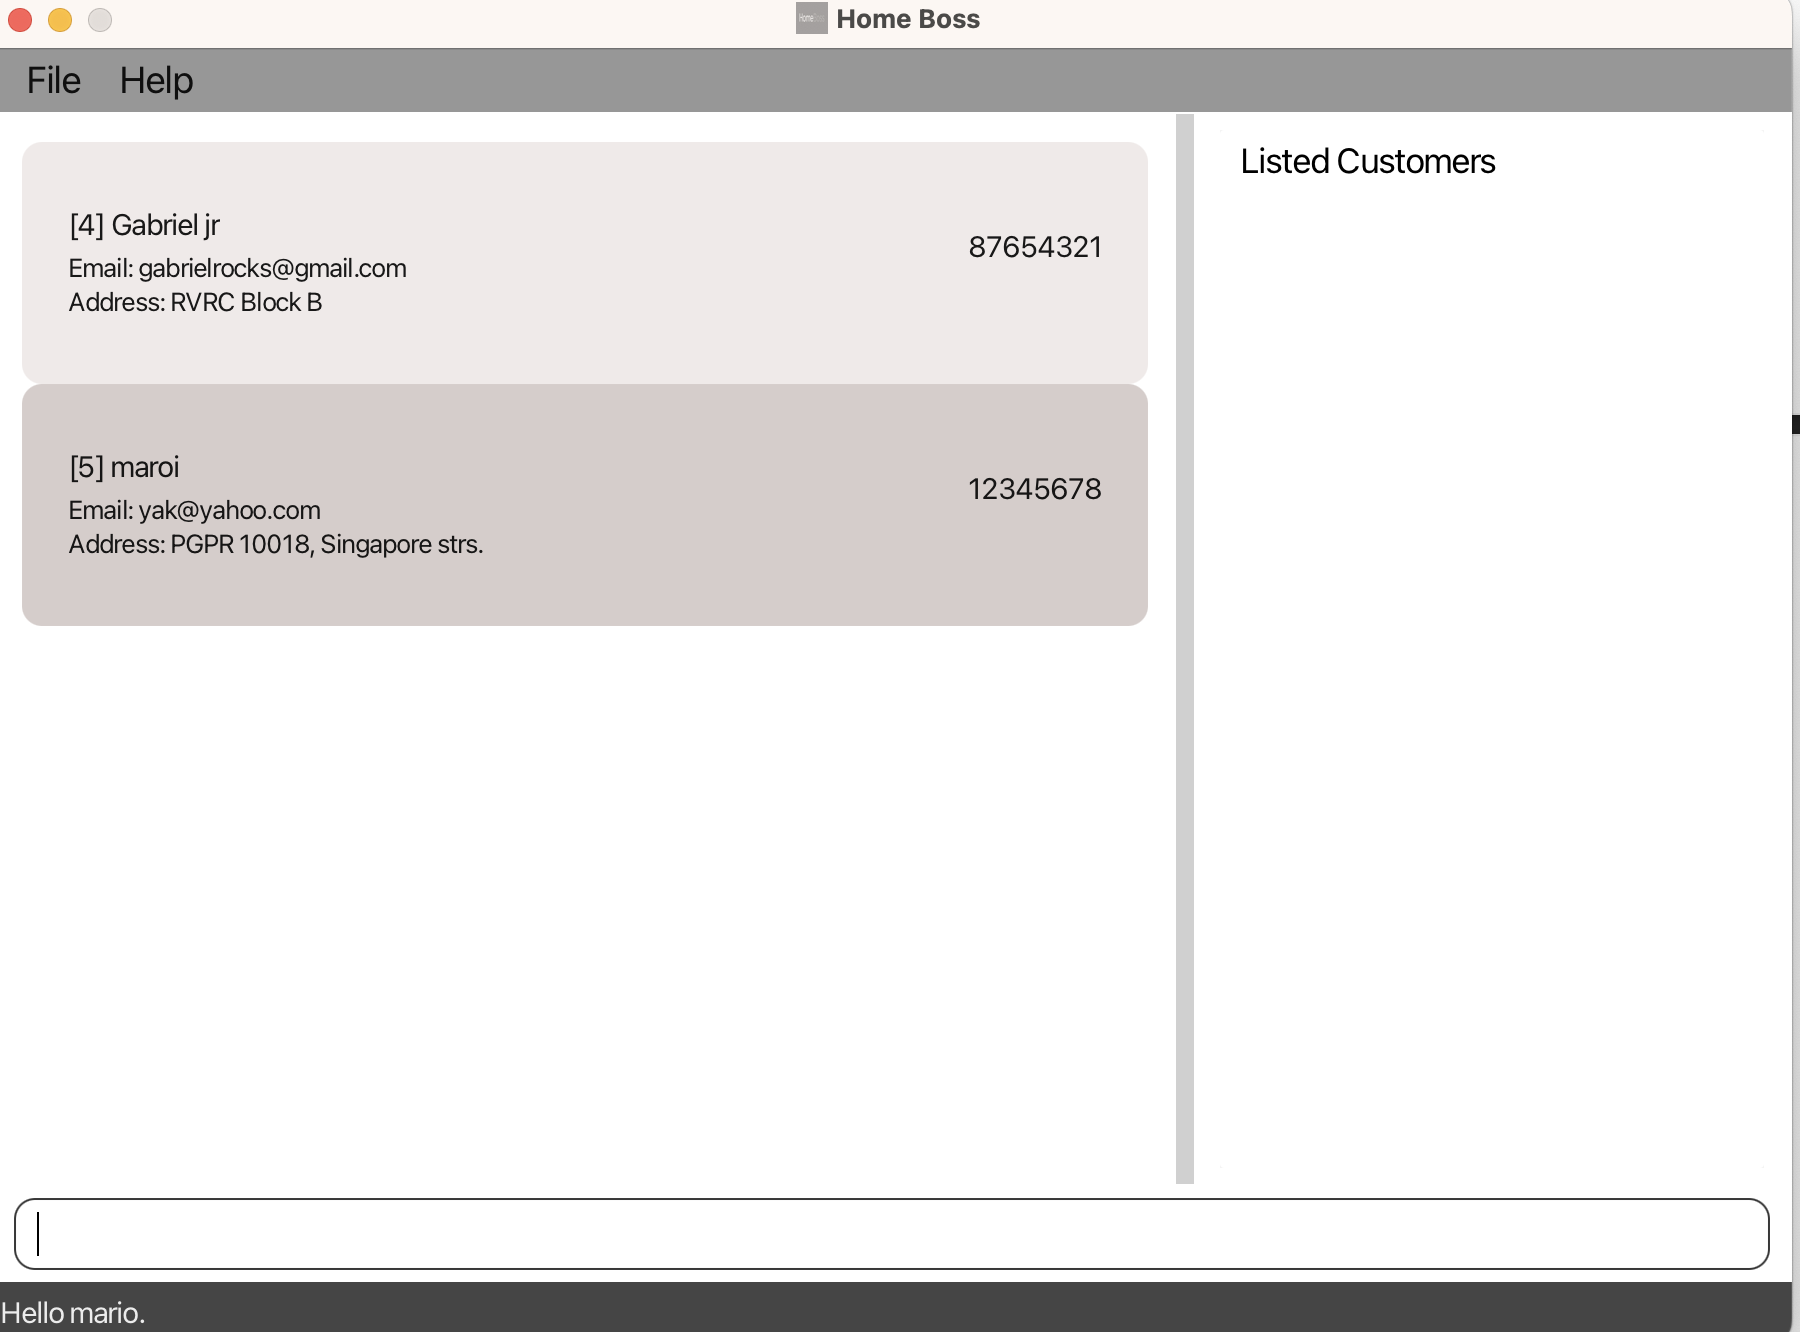 Home Boss
File Help
[4] Gabriel jr
87654321
Email: gabrielrocks@gmail.com
Address: RVRC Block B
[5] maroi
12345678
Email: yak@yahoo.com
Address: PGPR 10018, Singapore strs.
Listed Customers
Hello mario.